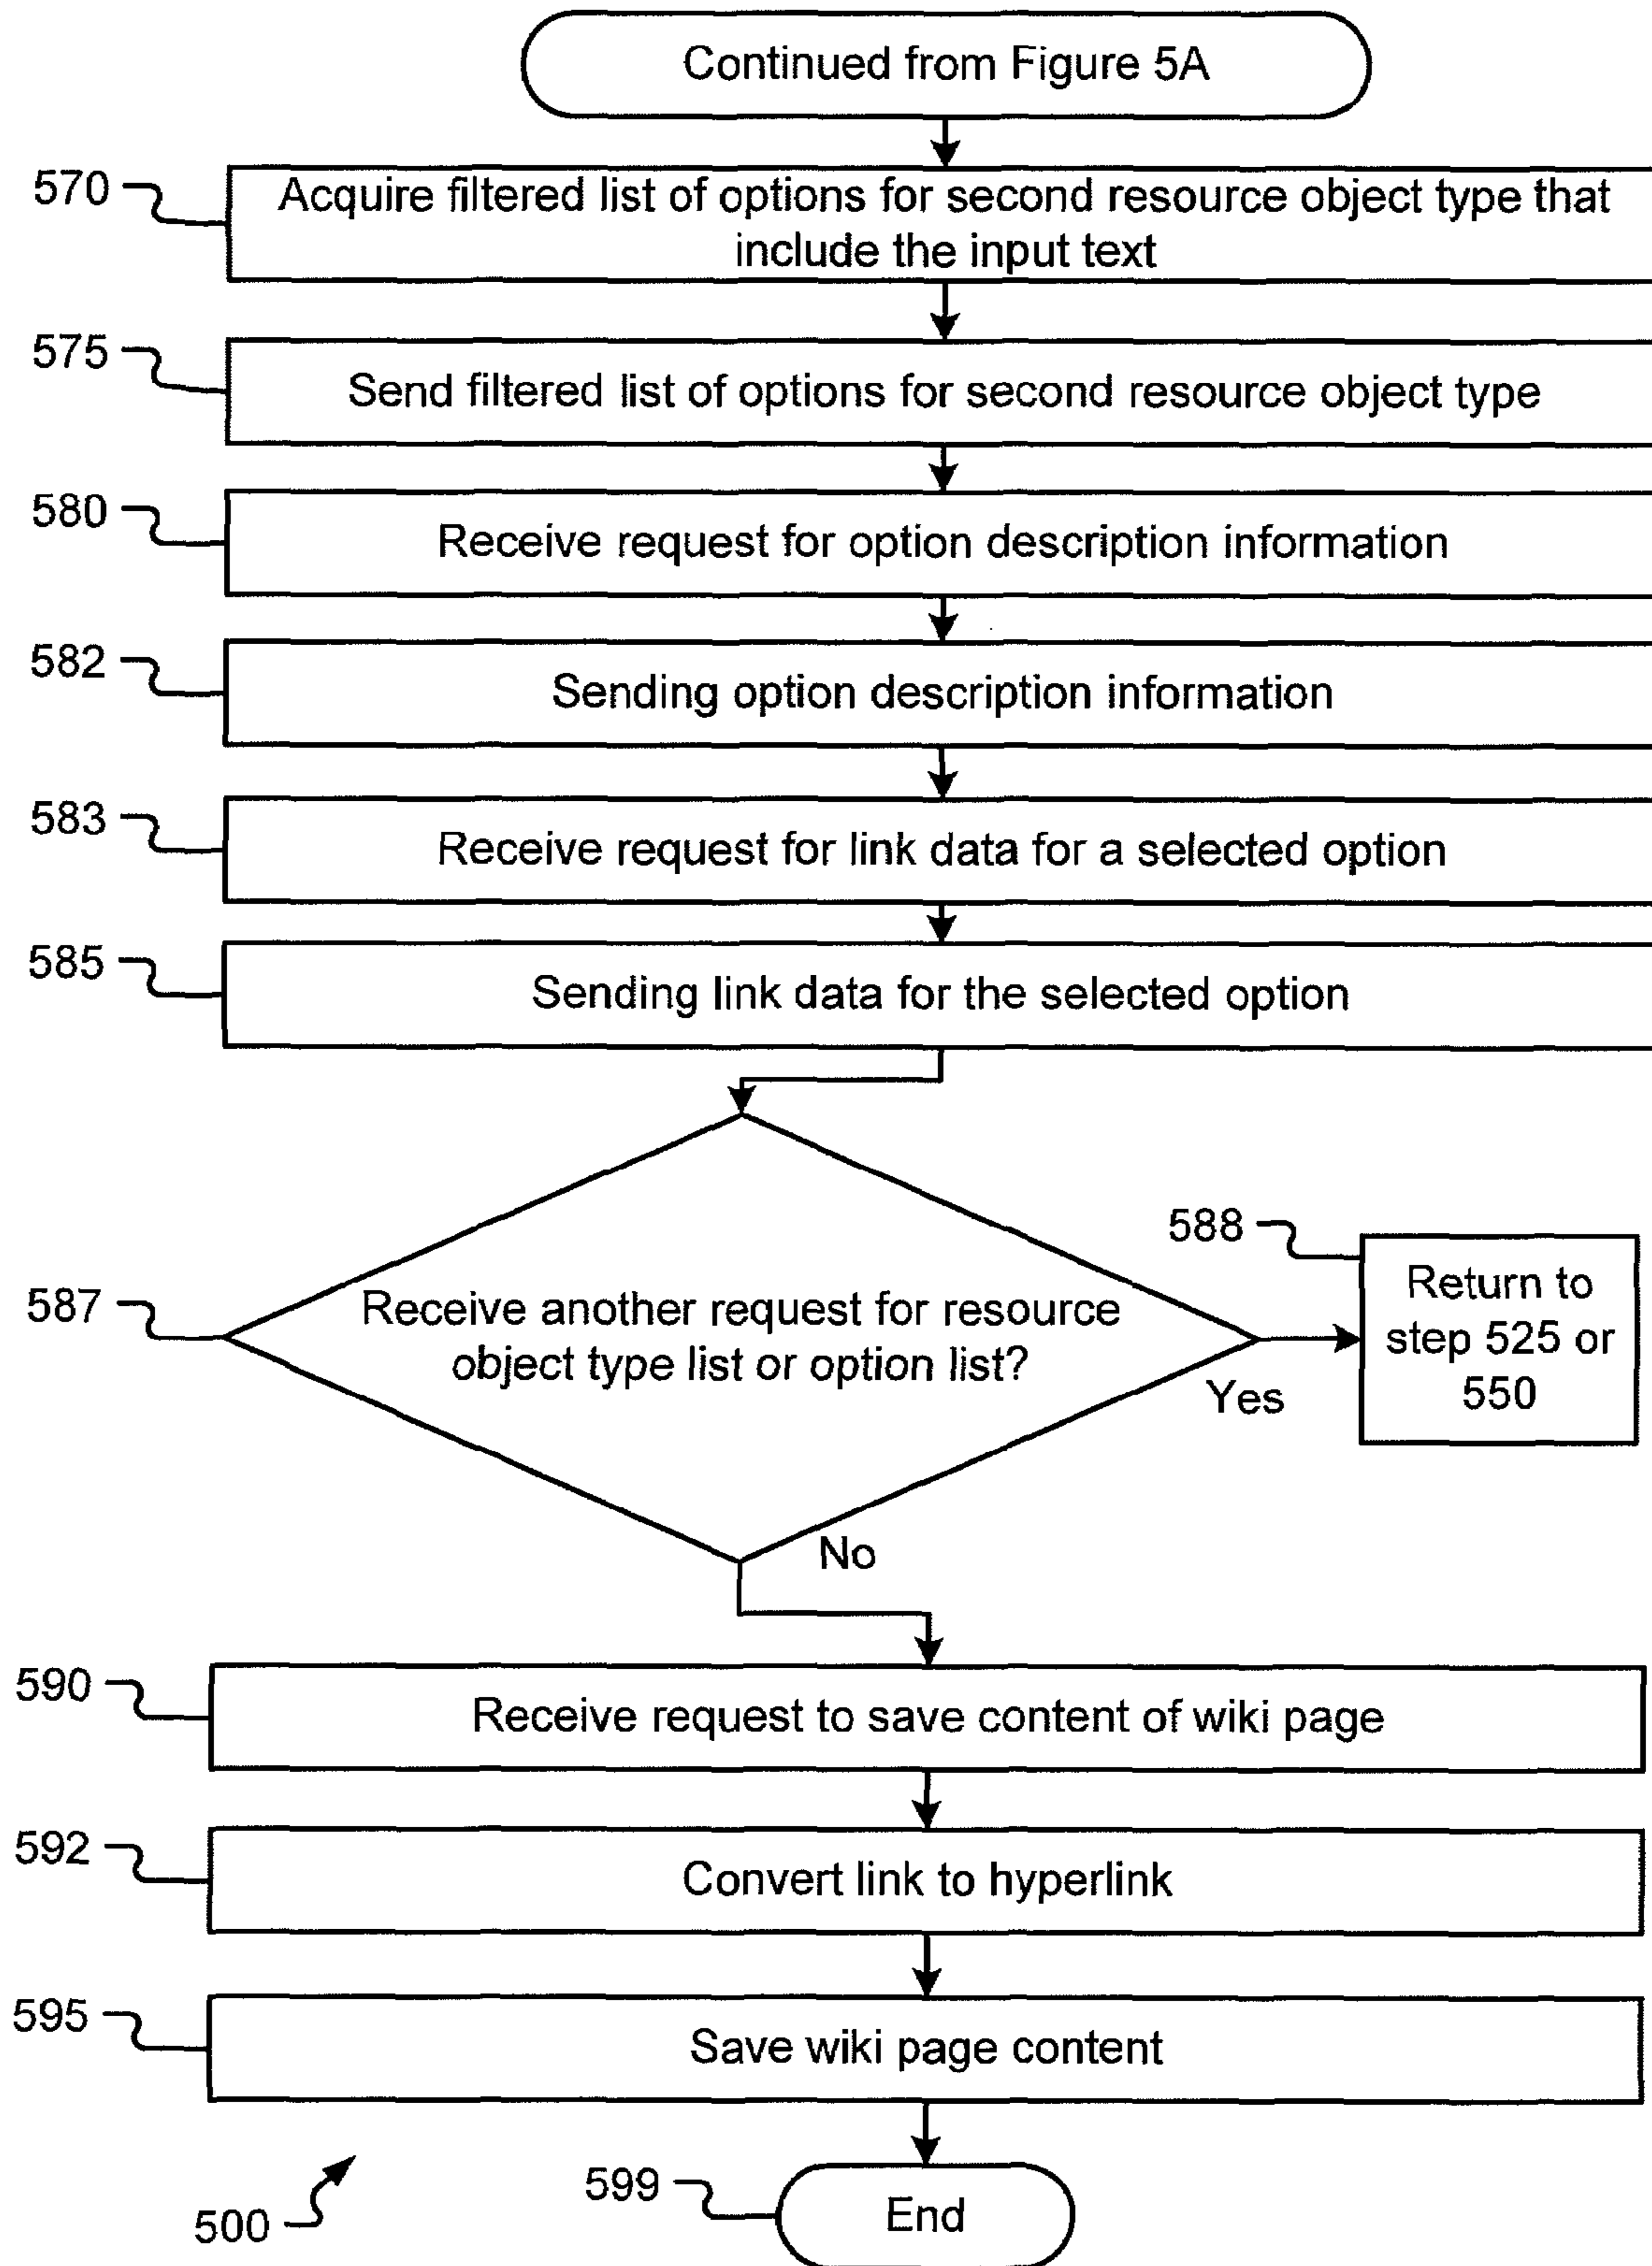 Continued from Figure 5A
570
Acquire filtered list of options for second resource object type that
include the input text
575
Send filtered list of options for second resource object type
580
Receive request for option description information
582
Sending option description information
583
Receive request for link data for a selected option
585
Sending link data for the selected option
587
Receive another request for resource
object type list or option list?
588
Return to
step 525 or
550
Yes
No
590
Receive request to save content of wiki page
592
Convert link to hyperlink
595
Save wiki page content
599
End
500